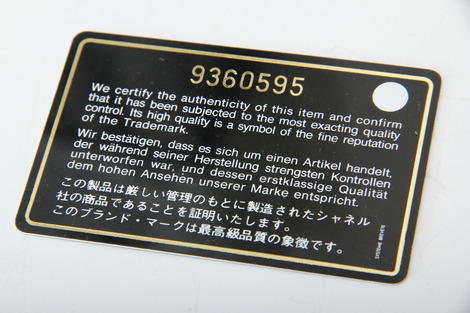 9360595
We certify the authenticity of this item and confirm
that it has been subjected to the most exacting quality
control. Its high quality is a symbol of the fine reputation
of the Trademark.
Wir bestätigen, dass es sich um einen Artikel handelt,
der während seiner Herstellung strengsten Kontrollen
unterworfen war, und dessen erstklassige Qualität
dem hohen Ansehen unserer Marke entspricht.
この製品は厳しい管理のもとに製造されたシャネル
社の商品であることを証明いたします。
このブランド・マークは最高級品質の象徴です。
SYSTEME BREVETE